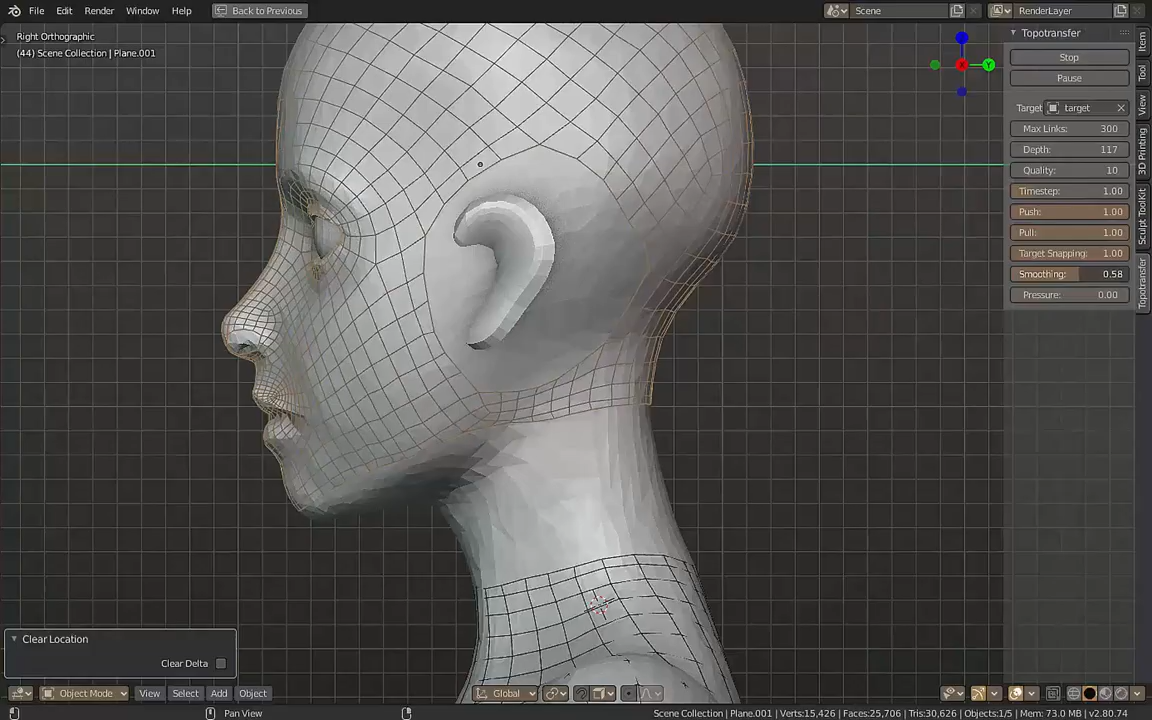 File Edit Render Window Help Back to Previous Scene RenderLayer
Right Orthographic
(44) Scene Collection | Plane.001
Topotransfer
Stop
Pause
Target target
Max Links: 300
Depth: 117
Quality: 10
Timestep: 1.00
Push: 1.00
Pull: 1.00
Target Snapping: 1.00
Smoothing: 0.58
Pressure: 0.00
Item
Tool
View
3D Printing
Sculpt ToolKit
Topotransfer
X
Y
Clear Location
Clear Delta
Object Mode View Select Add Object Global
Pan View
Scene Collection | Plane.001 | Verts:15,426 | Faces:25,706 | Tris:30,626 | Objects:1/5 | Mem: 73.0 MB | v2.80.74